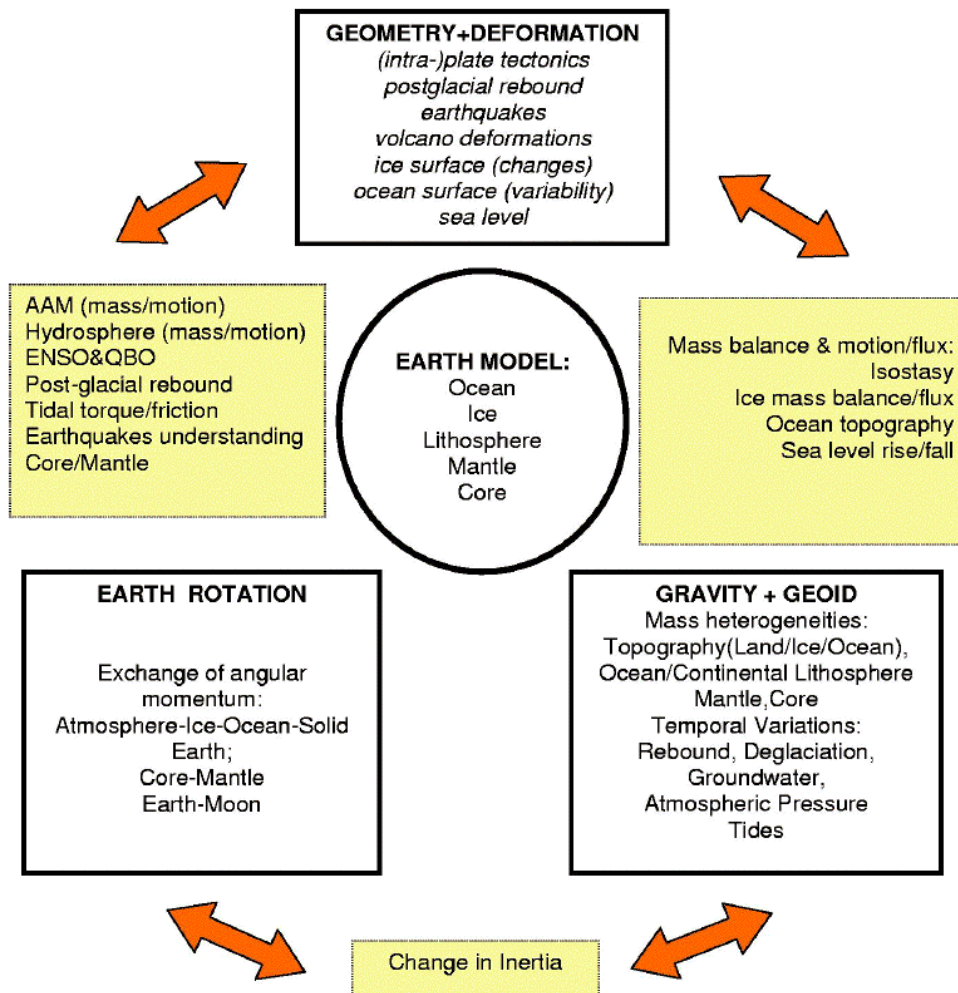 GEOMETRY+DEFORMATION
(intra-)plate tectonics
postglacial rebound
earthquakes
volcano deformations
ice surface (changes)
ocean surface (variability)
sea level
AAM (mass/motion)
Hydrosphere (mass/motion)
ENSO&QBO
Post-glacial rebound
Tidal torque/friction
Earthquakes understanding
Core/Mantle
EARTH MODEL:
Ocean
Ice
Lithosphere
Mantle
Core
Mass balance & motion/flux:
Isostasy
Ice mass balance/flux
Ocean topography
Sea level rise/fall
EARTH ROTATION
Exchange of angular
momentum:
Atmosphere-Ice-Ocean-Solid
Earth;
Core-Mantle
Earth-Moon
GRAVITY + GEOID
Mass heterogeneities:
Topography(Land/Ice/Ocean),
Ocean/Continental Lithosphere
Mantle,Core
Temporal Variations:
Rebound, Deglaciation,
Groundwater,
Atmospheric Pressure
Tides
Change in Inertia